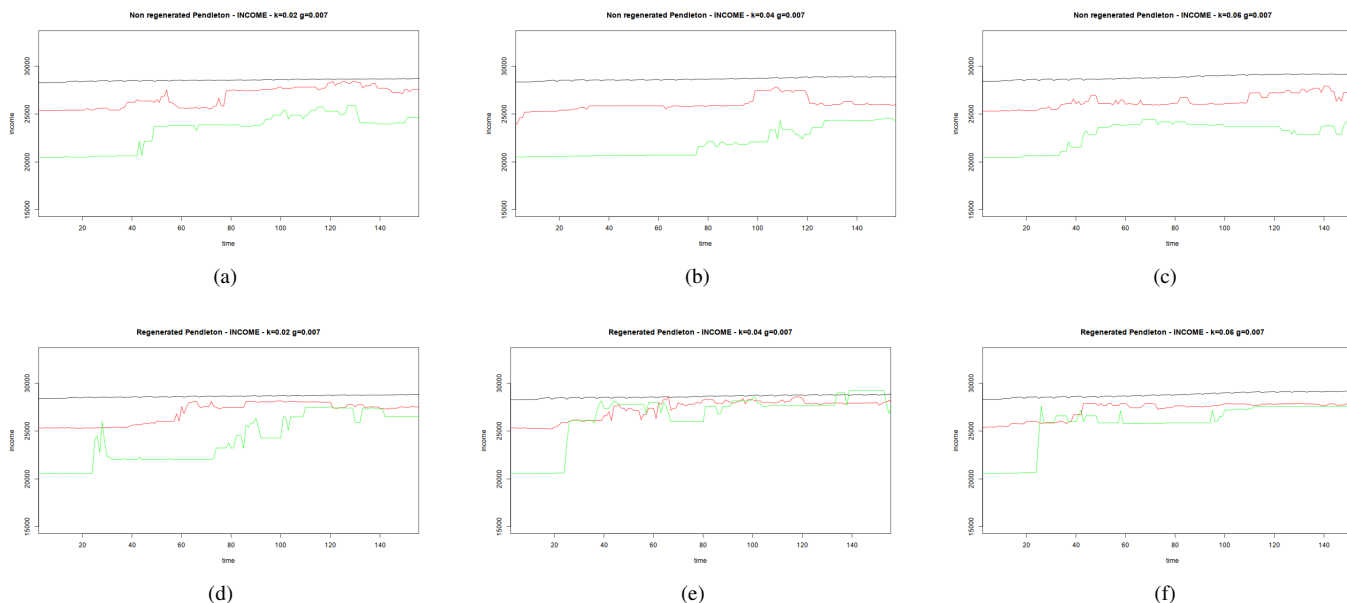 Non regenerated Pendleton - INCOME - k=0.02 g=0.007
income
30000
25000
20000
15000
20 40 60 80 100 120 140
time
(a)
Non regenerated Pendleton - INCOME - k=0.04 g=0.007
income
30000
25000
20000
15000
20 40 60 80 100 120 140
time
(b)
Non regenerated Pendleton - INCOME - k=0.06 g=0.007
income
30000
25000
20000
15000
20 40 60 80 100 120 140
time
(c)
Regenerated Pendleton - INCOME - k=0.02 g=0.007
income
30000
25000
20000
15000
20 40 60 80 100 120 140
time
(d)
Regenerated Pendleton - INCOME - k=0.04 g=0.007
income
30000
25000
20000
15000
20 40 60 80 100 120 140
time
(e)
Regenerated Pendleton - INCOME - k=0.06 g=0.007
income
30000
25000
20000
15000
20 40 60 80 100 120 140
time
(f)